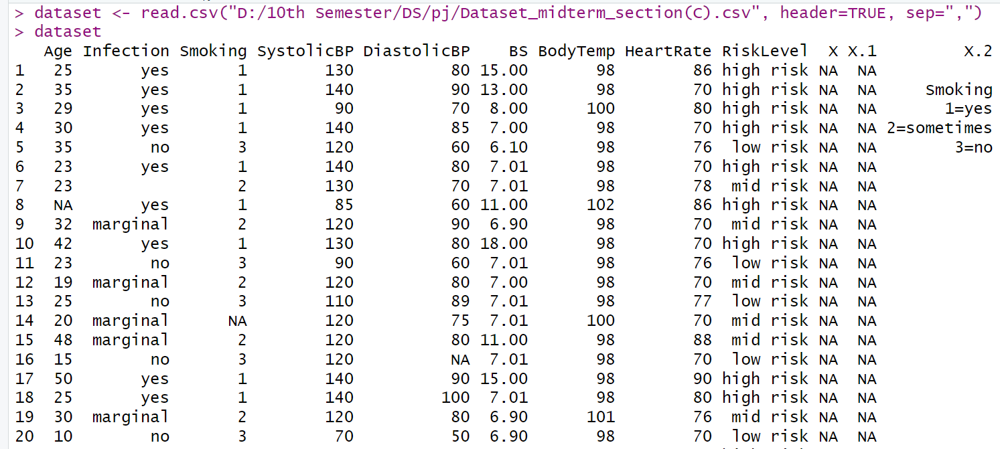 > dataset <- read.csv("D:/10th Semester/DS/pj/Dataset_midterm_section(C).csv", header=TRUE, sep=",")
> dataset
Age Infection Smoking SystolicBP DiastolicBP BS BodyTemp HeartRate RiskLevel X X.1 X.2
1 25 yes 1 130 80 15.00 98 86 high risk NA NA
2 35 yes 1 140 90 13.00 98 70 high risk NA NA Smoking
3 29 yes 1 90 70 8.00 100 80 high risk NA NA 1=yes
4 30 yes 1 140 85 7.00 98 70 high risk NA NA 2=sometimes
5 35 no 3 120 60 6.10 98 76 low risk NA NA 3=no
6 23 yes 1 140 80 7.01 98 70 high risk NA NA
7 23 2 130 70 7.01 98 78 mid risk NA NA
8 NA yes 1 85 60 11.00 102 86 high risk NA NA
9 32 marginal 2 120 90 6.90 98 70 mid risk NA NA
10 42 yes 1 130 80 18.00 98 70 high risk NA NA
11 23 no 3 90 60 7.01 98 76 low risk NA NA
12 19 marginal 2 120 80 7.00 98 70 mid risk NA NA
13 25 no 3 110 89 7.01 98 77 low risk NA NA
14 20 marginal NA 120 75 7.01 100 70 mid risk NA NA
15 48 marginal 2 120 80 11.00 98 88 mid risk NA NA
16 15 no 3 120 NA 7.01 98 70 low risk NA NA
17 50 yes 1 140 90 15.00 98 90 high risk NA NA
18 25 yes 1 140 100 7.01 98 80 high risk NA NA
19 30 marginal 2 120 80 6.90 101 76 mid risk NA NA
20 10 no 3 70 50 6.90 98 70 low risk NA NA